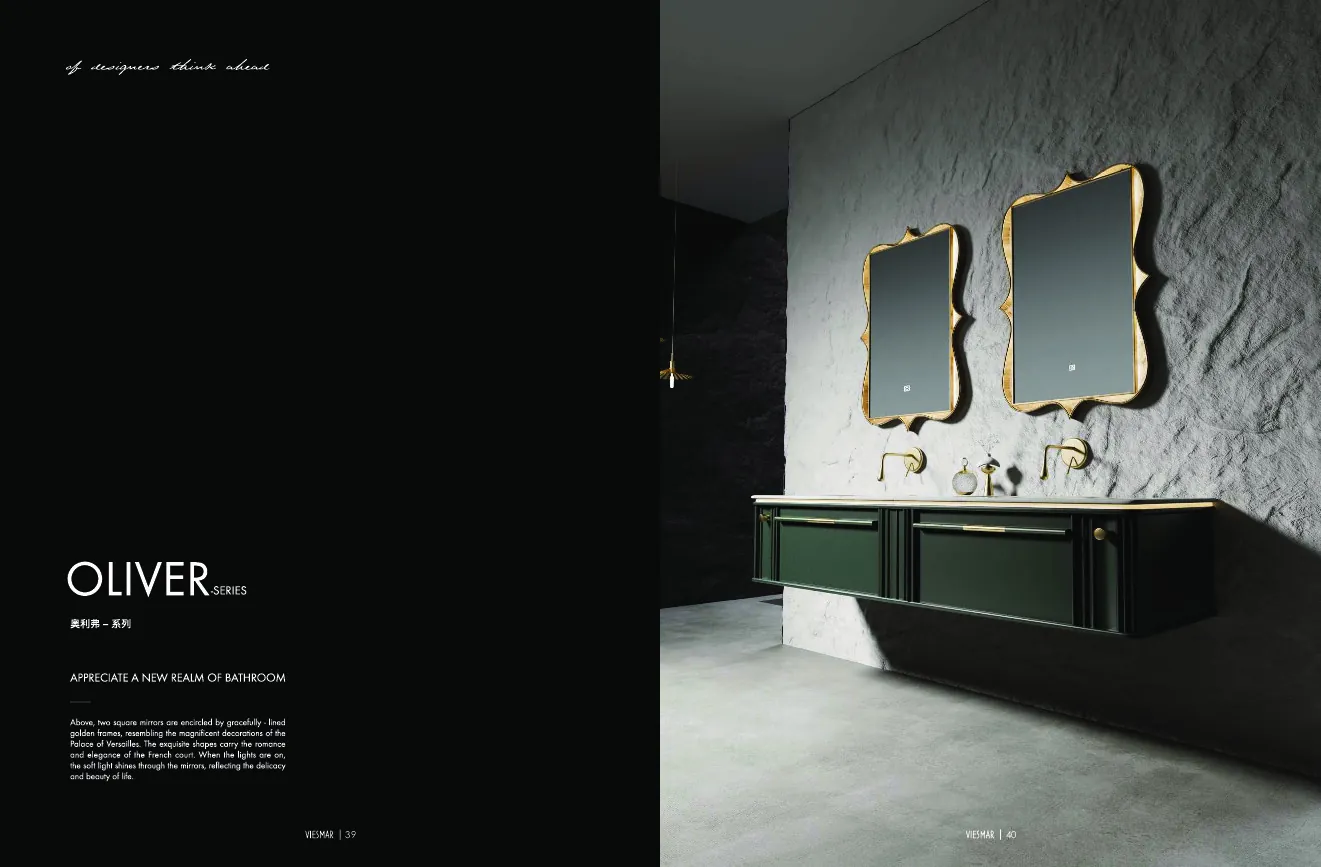 of designers think ahead
OLIVER-SERIES
奥利弗 – 系列
APPRECIATE A NEW REALM OF BATHROOM
Above, two square mirrors are encircled by gracefully - lined
golden frames, resembling the magnificent decorations of the
Palace of Versailles. The exquisite shapes carry the romance
and elegance of the French court. When the lights are on,
the soft light shines through the mirrors, reflecting the delicacy
and beauty of life.
VIESMAR | 39
VIESMAR | 40